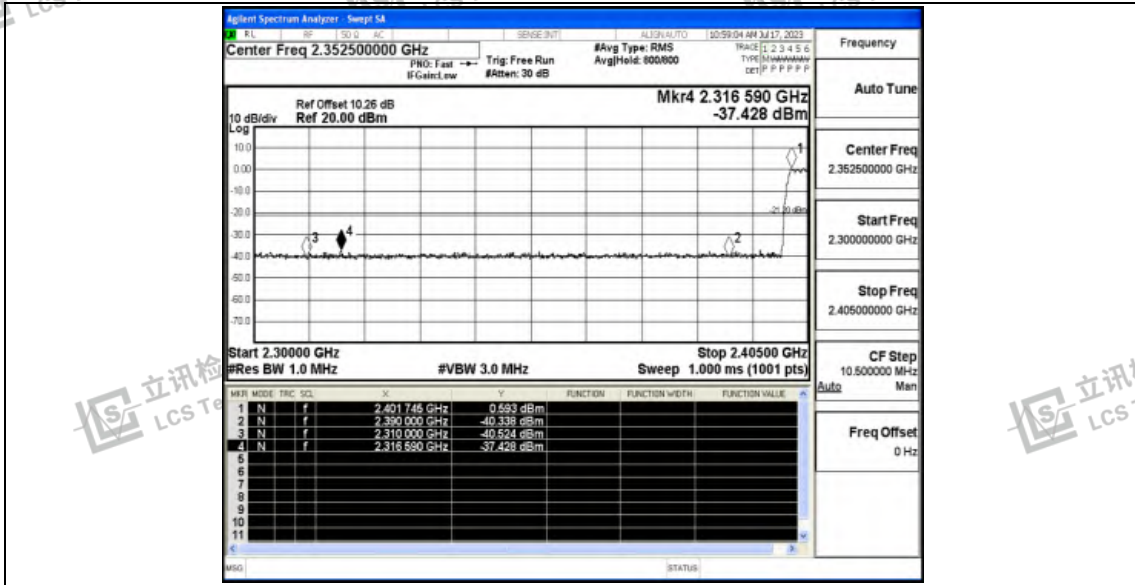 Agilent Spectrum Analyzer - Swept SA
RL RF 50 Ω AC SENSE:INT ALIGN AUTO 10:59:04 AM Jul 17, 2023
Center Freq 2.352500000 GHz
PNO: Fast
IFGain:Low
Trig: Free Run
#Atten: 30 dB
#Avg Type: RMS
Avg|Hold: 800/800
TRACE 1 2 3 4 5 6
TYPE M
DET P P P P P P
Frequency
Auto Tune
Mkr4 2.316 590 GHz
-37.428 dBm
Ref Offset 10.26 dB
10 dB/div Ref 20.00 dBm
Log
10.0
0.00
-10.0
-20.0
-30.0
-40.0
-50.0
-60.0
-70.0
1
2
3
4
Center Freq
2.352500000 GHz
Start Freq
2.300000000 GHz
Stop Freq
2.405000000 GHz
CF Step
10.500000 MHz
Auto Man
Freq Offset
0 Hz
Start 2.30000 GHz Stop 2.40500 GHz
#Res BW 1.0 MHz #VBW 3.0 MHz Sweep 1.000 ms (1001 pts)
MKR MODE TRC SCL X Y FUNCTION FUNCTION WIDTH FUNCTION VALUE
1 N f 2.401 745 GHz 0.593 dBm
2 N f 2.390 000 GHz -40.338 dBm
3 N f 2.310 000 GHz -40.524 dBm
4 N f 2.316 590 GHz -37.428 dBm
5
6
7
8
9
10
11
MSG STATUS
立讯检
LCS Te
立讯
LCS T